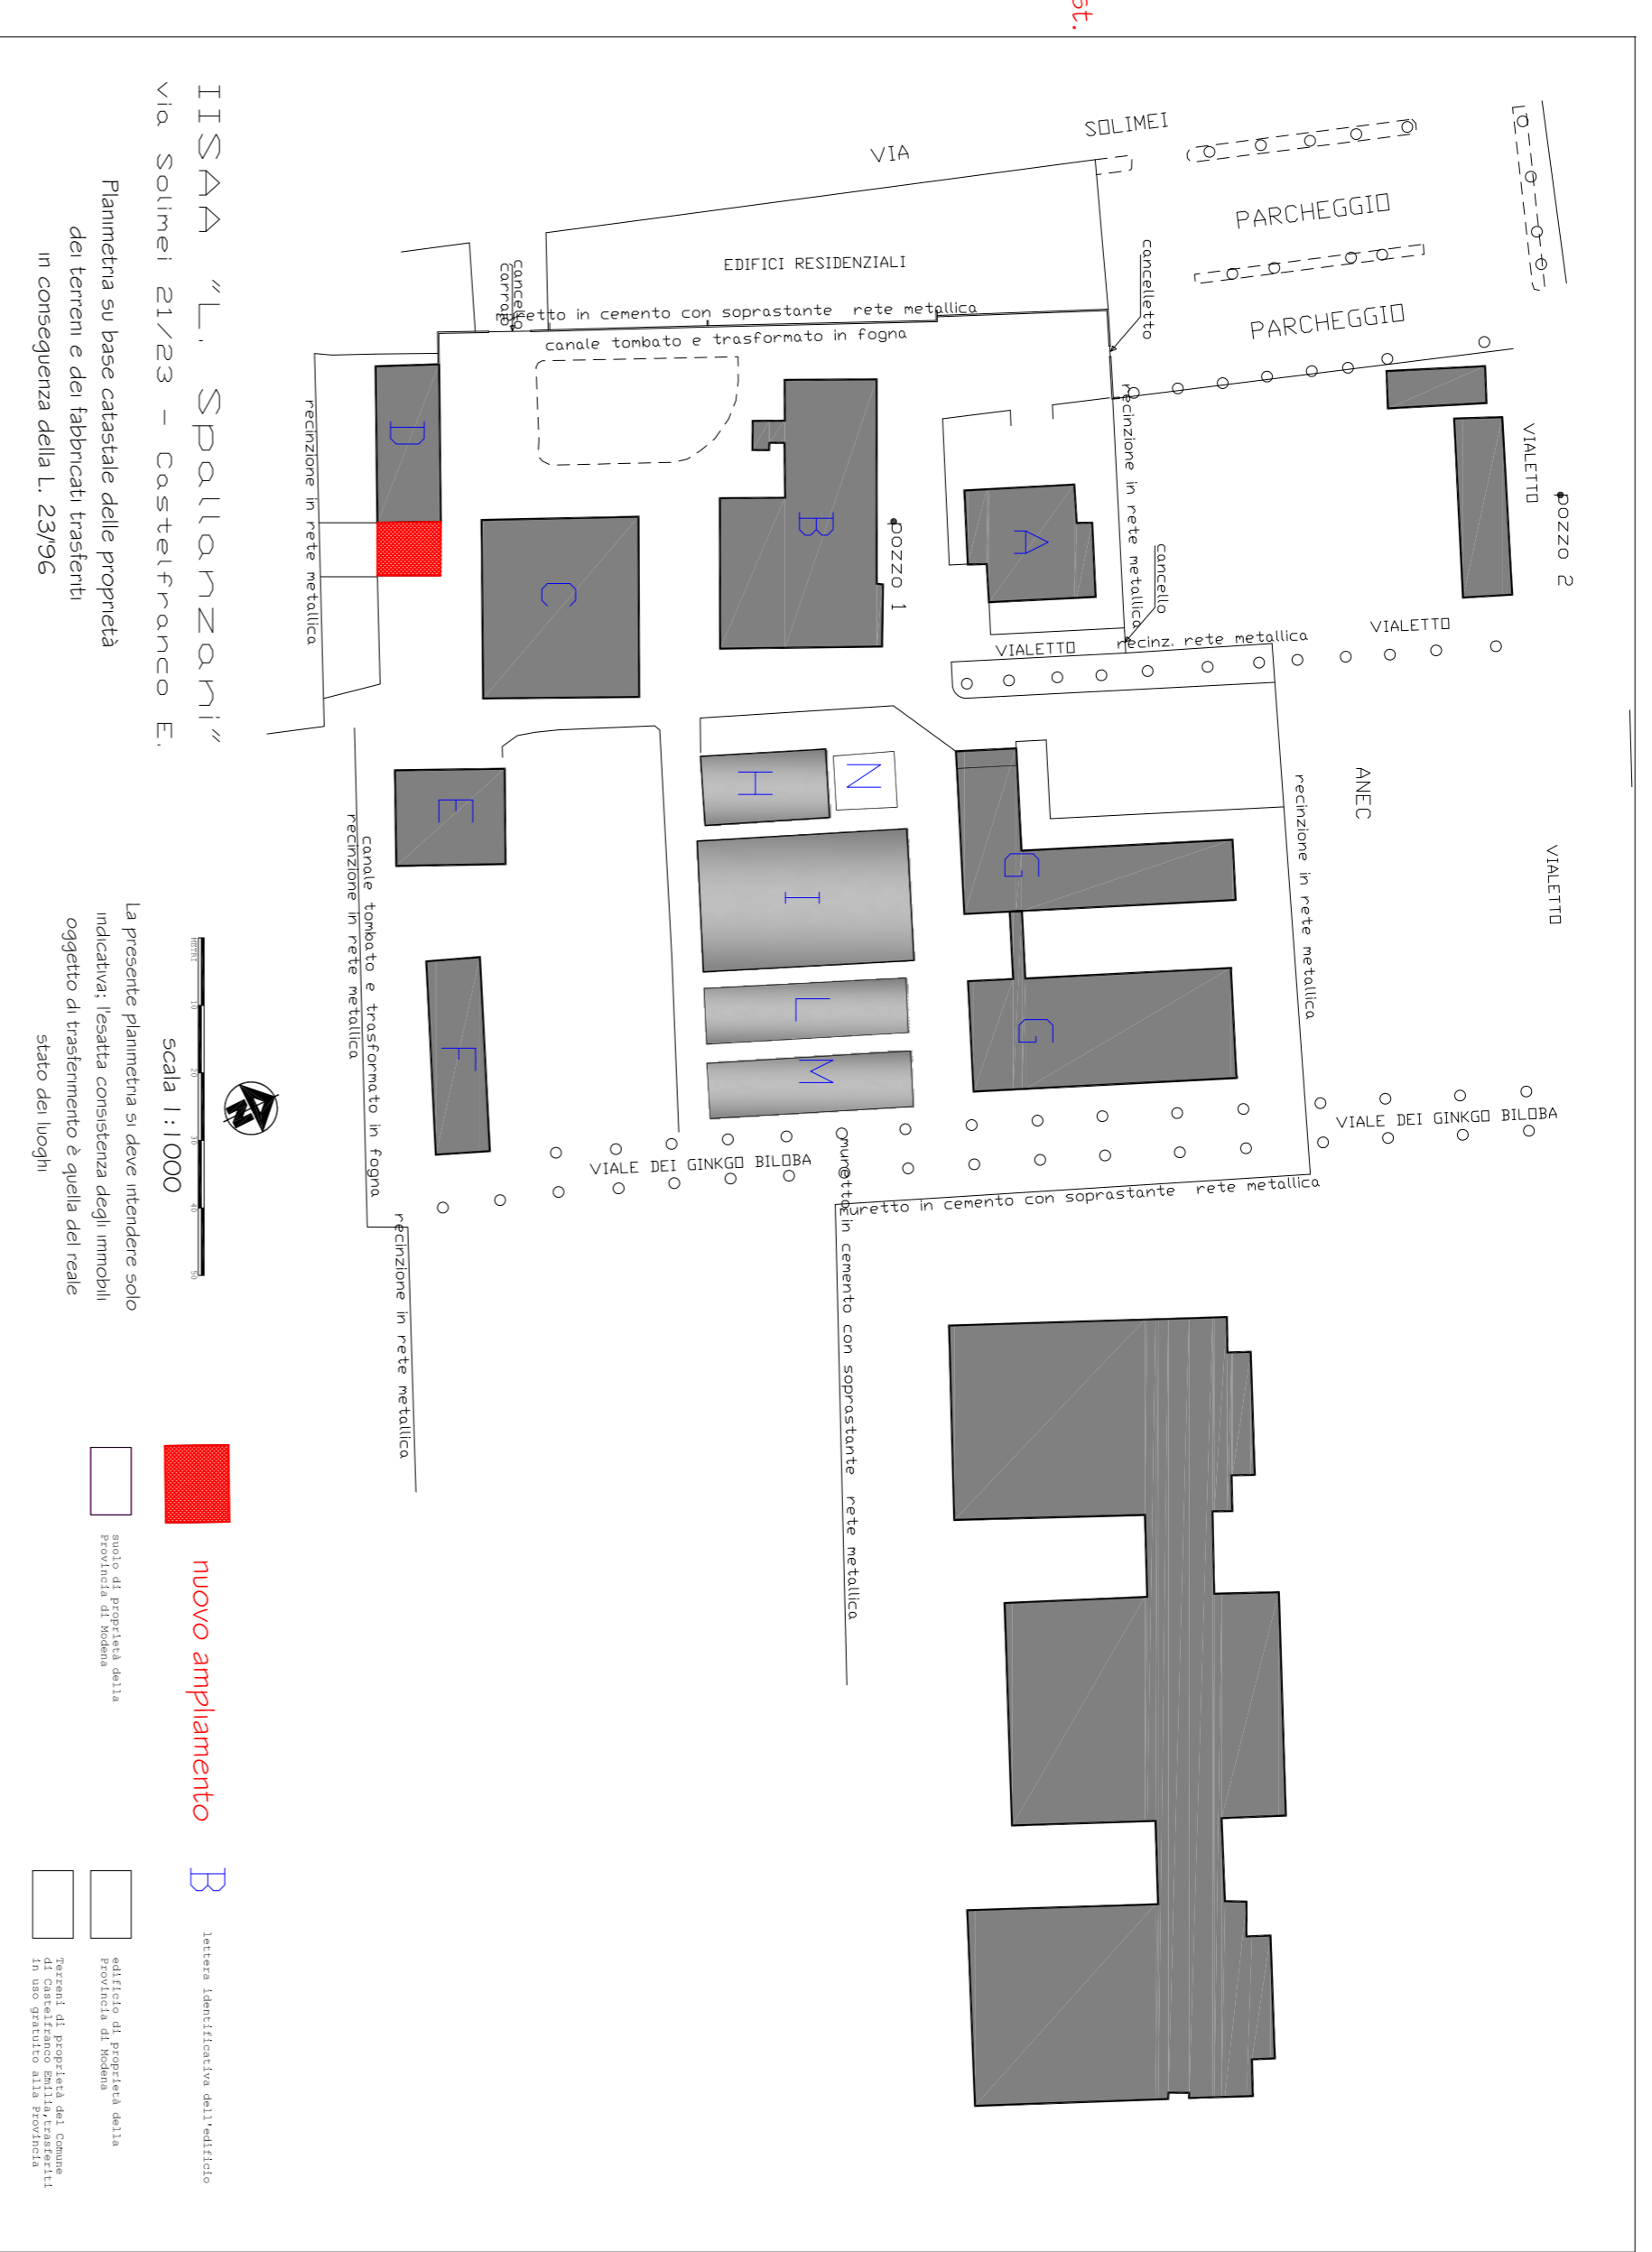 st.
IISAA "L. Spallanzani"
via Solimei 21/23 - Castelfranco E.
Planimetria su base catastale delle proprietà
dei terreni e dei fabbricati trasferiti
in conseguenza della L. 23/'96
VIA SOLIMEI
PARCHEGGIO
PARCHEGGIO
EDIFICI RESIDENZIALI
cancelletto
cancello
carraio
muretto in cemento con soprastante rete metallica
canale tombato e trasformato in fogna
recinzione in rete metallica
recinzione in rete metallica
VIALETTO
pozzo 2
pozzo 1
D
C
B
A
cancello
VIALETTO
recinz. rete metallica
VIALETTO
ANEC
VIALETTO
recinzione in rete metallica
H
N
I
L
M
G
G
E
F
canale tombato e trasformato in fogna
recinzione in rete metallica
VIALE DEI GINKGO BILOBA
VIALE DEI GINKGO BILOBA
muretto in cemento con soprastante rete metallica
muretto in cemento con soprastante rete metallica
recinzione in rete metallica
N
METRI 10 20 30 40 50
scala 1:1000
La presente planimetria si deve intendere solo
indicativa; l'esatta consistenza degli immobili
oggetto di trasferimento è quella del reale
stato dei luoghi
nuovo ampliamento
suolo di proprietà della
Provincia di Modena
B
lettera identificativa dell'edificio
edificio di proprietà della
Provincia di Modena
Terreni di proprietà del Comune
di Castelfranco Emilia,trasferiti
in uso gratuito alla Provincia